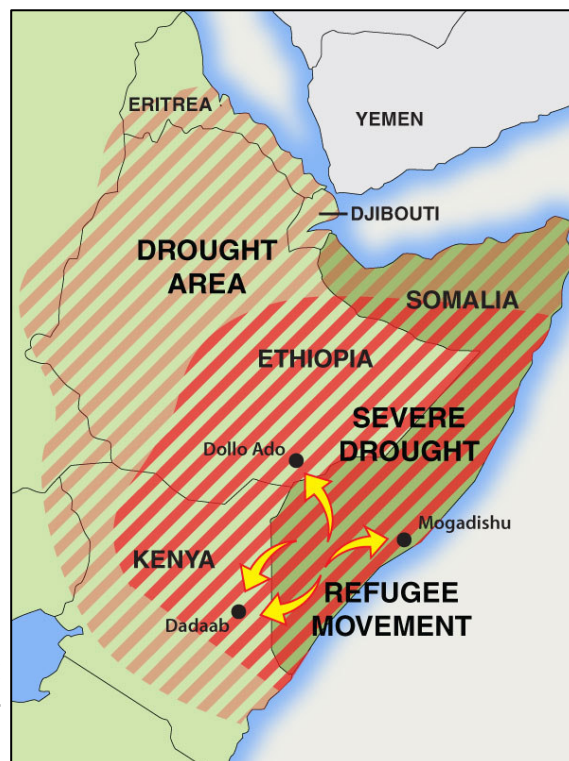 ERITREA
YEMEN
DJIBOUTI
DROUGHT
AREA
SOMALIA
ETHIOPIA
SEVERE
DROUGHT
Dollo Ado
Mogadishu
KENYA
REFUGEE
MOVEMENT
Dadaab